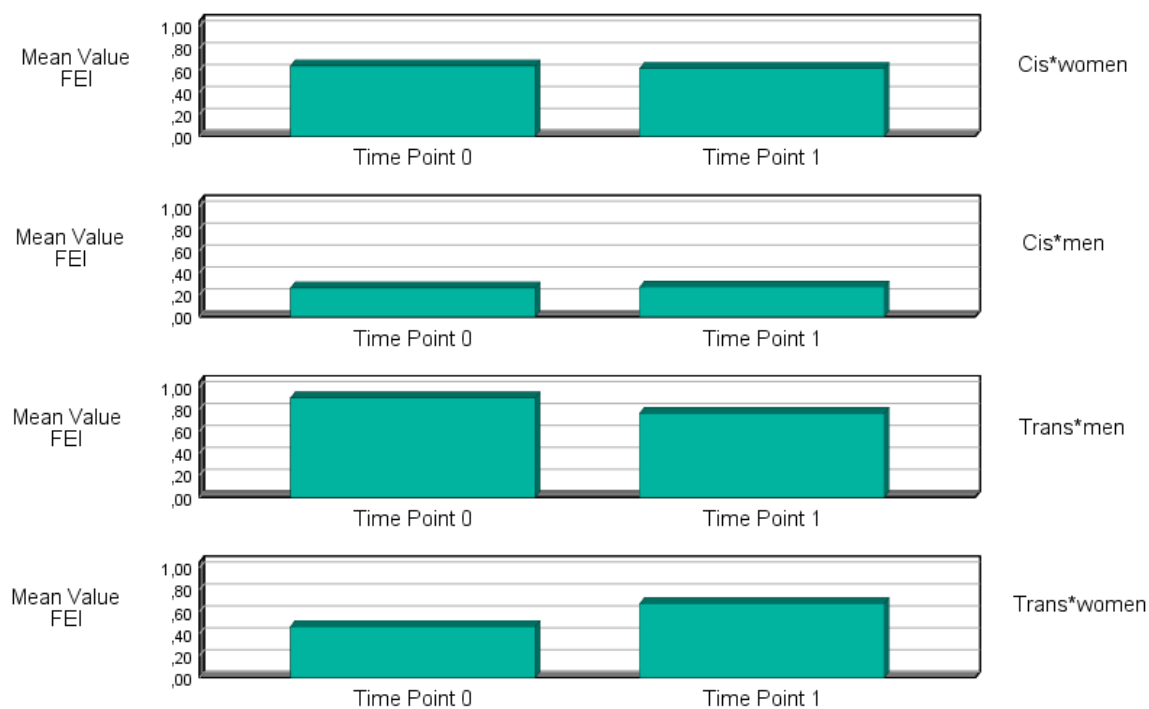 1,00
,80
,60
,40
,20
,00
Mean Value
FEI
Cis*women
Time Point 0
Time Point 1
1,00
,80
,60
,40
,20
,00
Mean Value
FEI
Cis*men
Time Point 0
Time Point 1
1,00
,80
,60
,40
,20
,00
Mean Value
FEI
Trans*men
Time Point 0
Time Point 1
1,00
,80
,60
,40
,20
,00
Mean Value
FEI
Trans*women
Time Point 0
Time Point 1